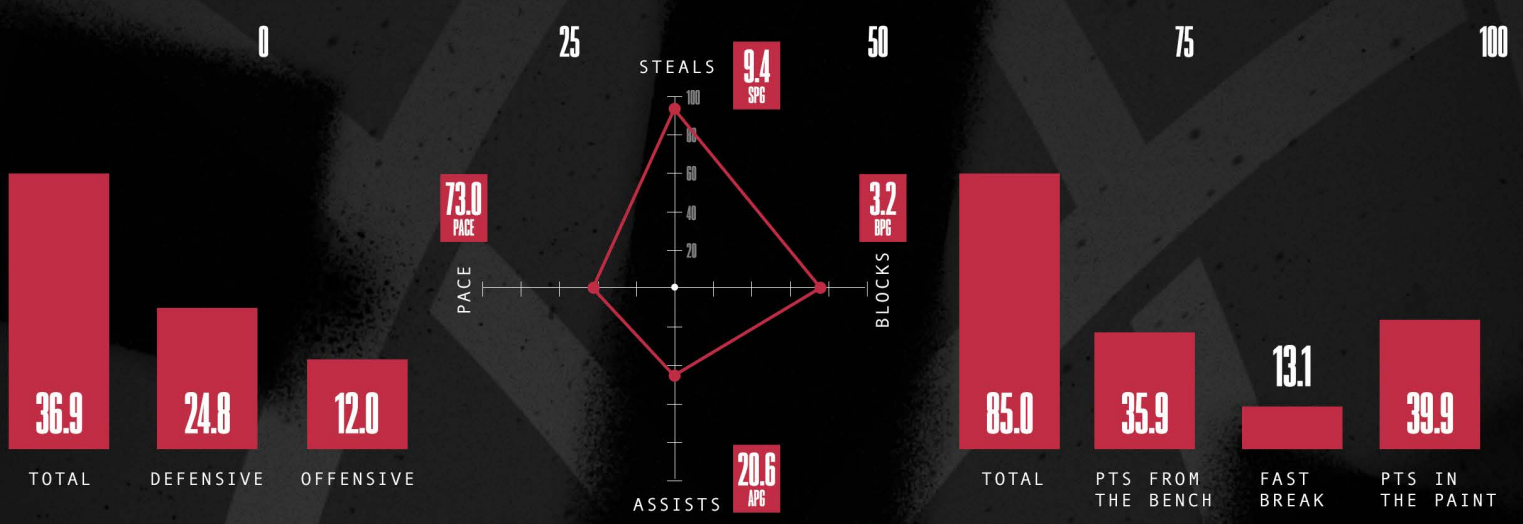 0 25 50 75 100
STEALS
9.4
SPG
100
80
60
40
20
73.0
PACE
PACE
3.2
BPG
BLOCKS
20.6
APG
ASSISTS
36.9 24.8 12.0
TOTAL DEFENSIVE OFFENSIVE
85.0 35.9 13.1 39.9
TOTAL
PTS FROM
THE BENCH
FAST
BREAK
PTS IN
THE PAINT